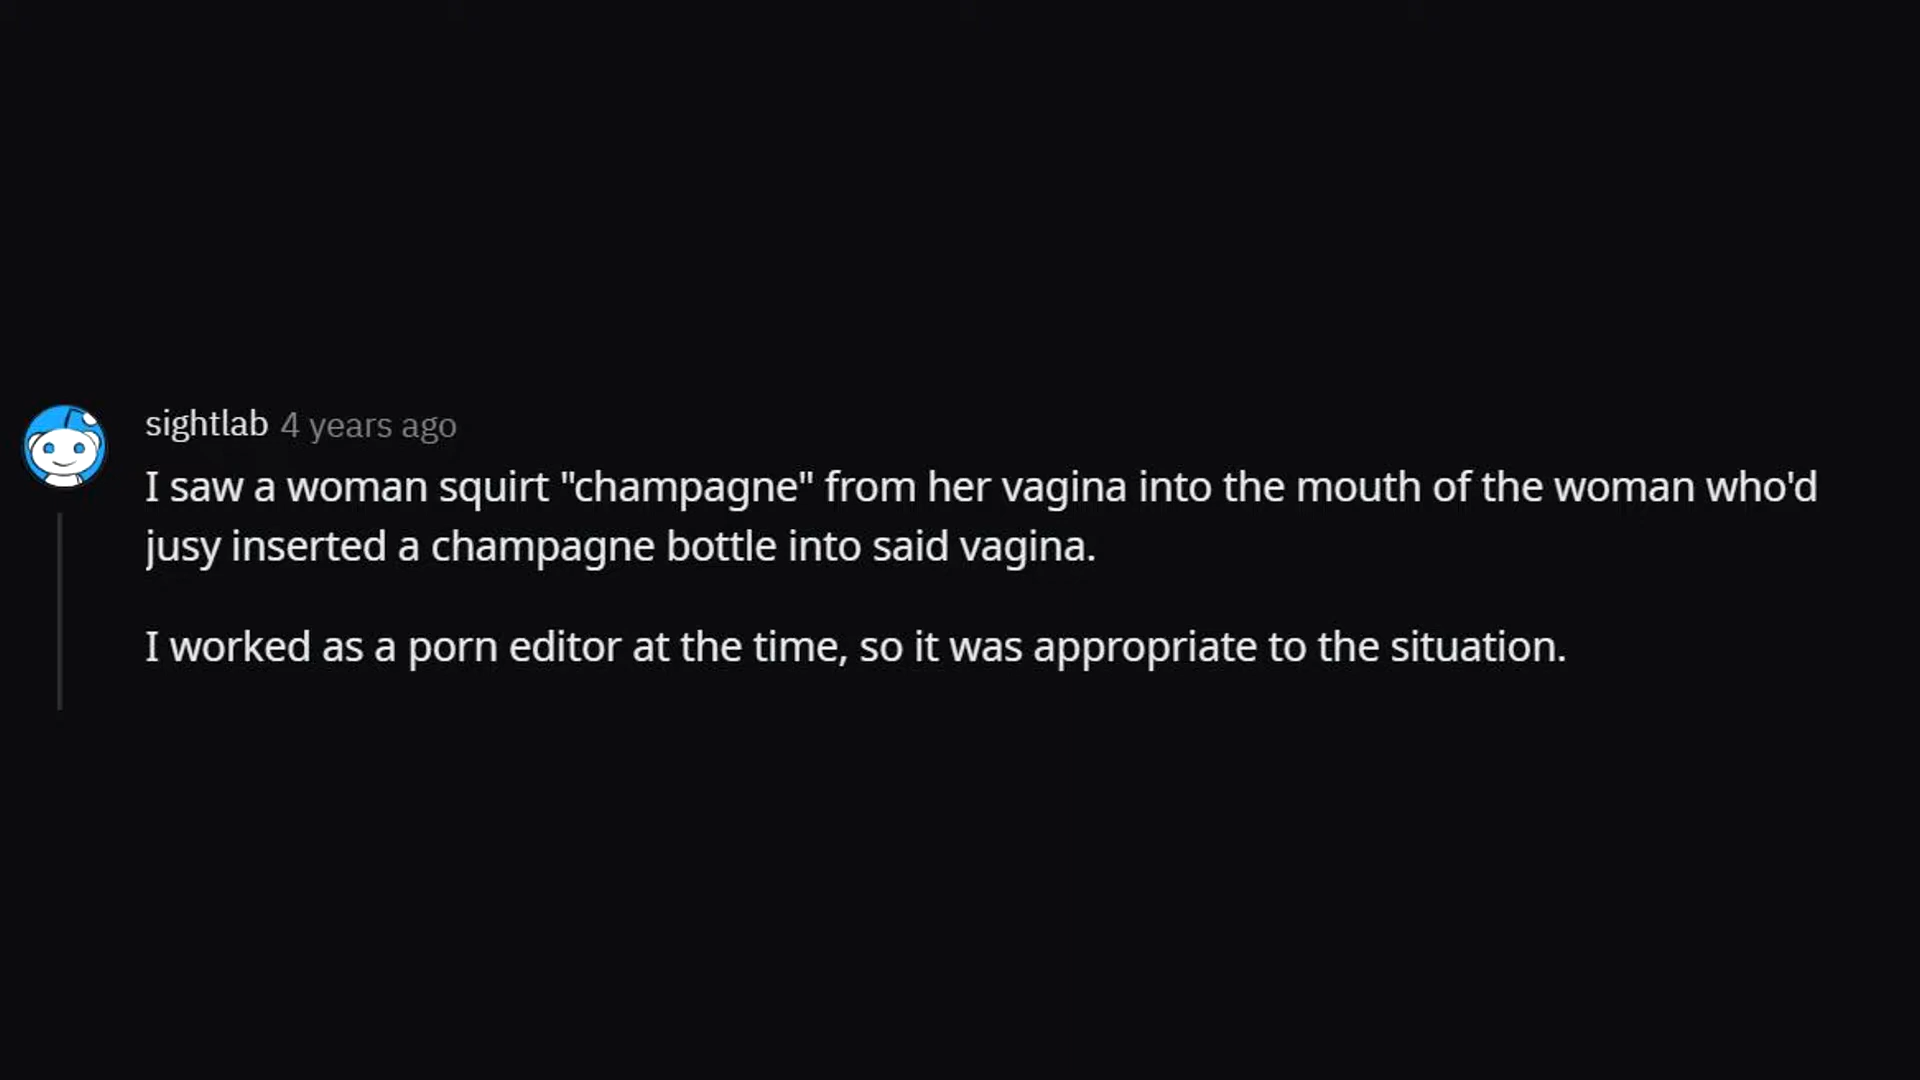 sightlab 4 years ago
I saw a woman squirt "champagne" from her vagina into the mouth of the woman who'd
jusy inserted a champagne bottle into said vagina.
I worked as a porn editor at the time, so it was appropriate to the situation.